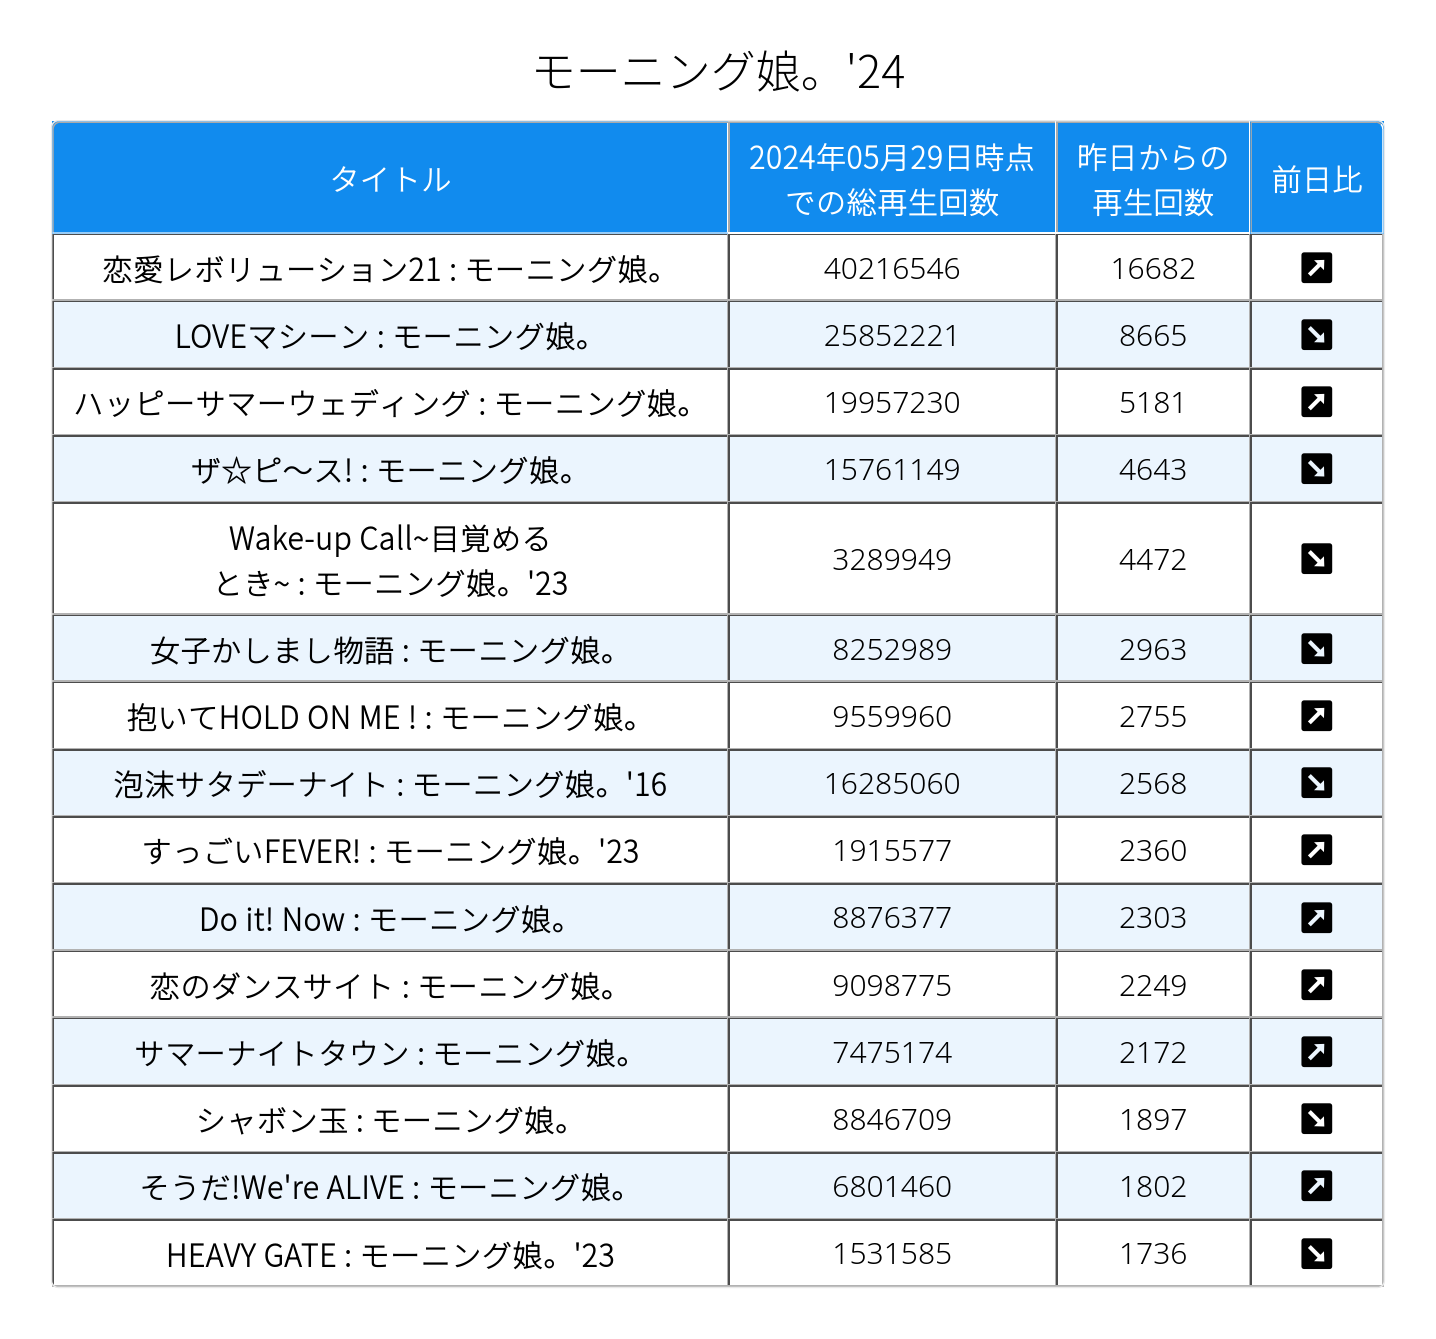 モーニング娘。'24
タイトル
2024年05月29日時点
での総再生回数
昨日からの
再生回数
前日比
恋愛レボリューション21 : モーニング娘。 40216546 16682 ↗
LOVEマシーン : モーニング娘。 25852221 8665 ↘
ハッピーサマーウェディング : モーニング娘。 19957230 5181 ↗
ザ☆ピ〜ス! : モーニング娘。 15761149 4643 ↘
Wake-up Call~目覚める
とき~ : モーニング娘。'23 3289949 4472 ↘
女子かしまし物語 : モーニング娘。 8252989 2963 ↘
抱いてHOLD ON ME ! : モーニング娘。 9559960 2755 ↗
泡沫サタデーナイト : モーニング娘。'16 16285060 2568 ↘
すっごいFEVER! : モーニング娘。'23 1915577 2360 ↗
Do it! Now : モーニング娘。 8876377 2303 ↗
恋のダンスサイト : モーニング娘。 9098775 2249 ↗
サマーナイトタウン : モーニング娘。 7475174 2172 ↗
シャボン玉 : モーニング娘。 8846709 1897 ↘
そうだ!We're ALIVE : モーニング娘。 6801460 1802 ↗
HEAVY GATE : モーニング娘。'23 1531585 1736 ↘